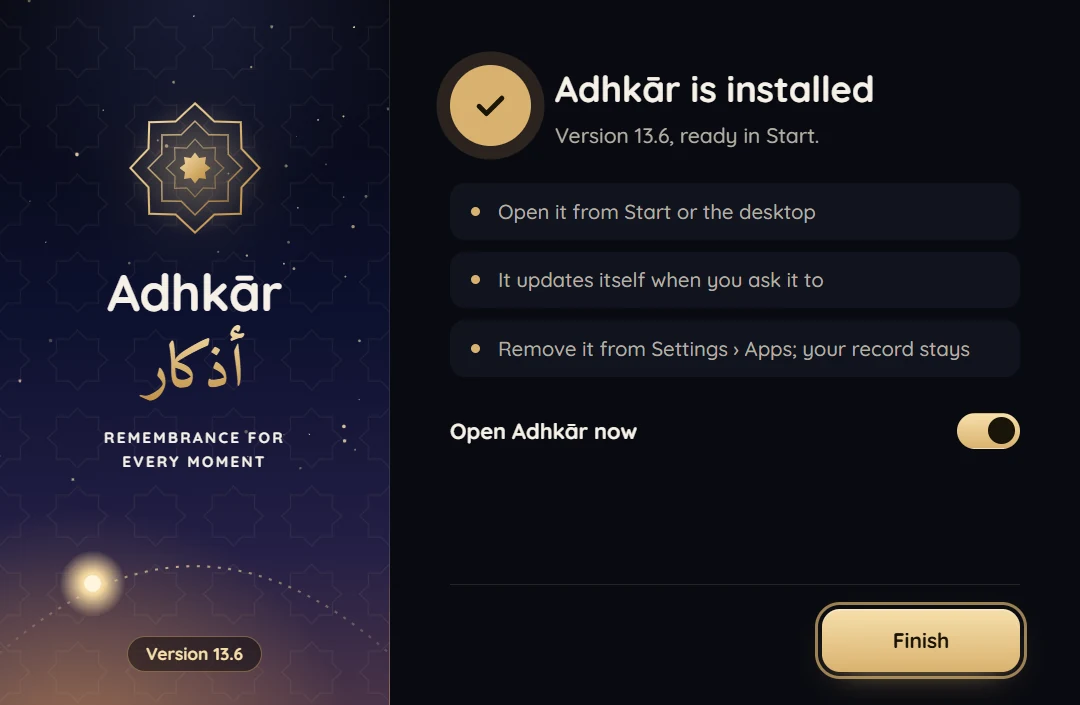 Adhkār
أذكار
REMEMBRANCE FOR
EVERY MOMENT
Version 13.6
Adhkār is installed
Version 13.6, ready in Start.
Open it from Start or the desktop
It updates itself when you ask it to
Remove it from Settings › Apps; your record stays
Open Adhkār now
Finish